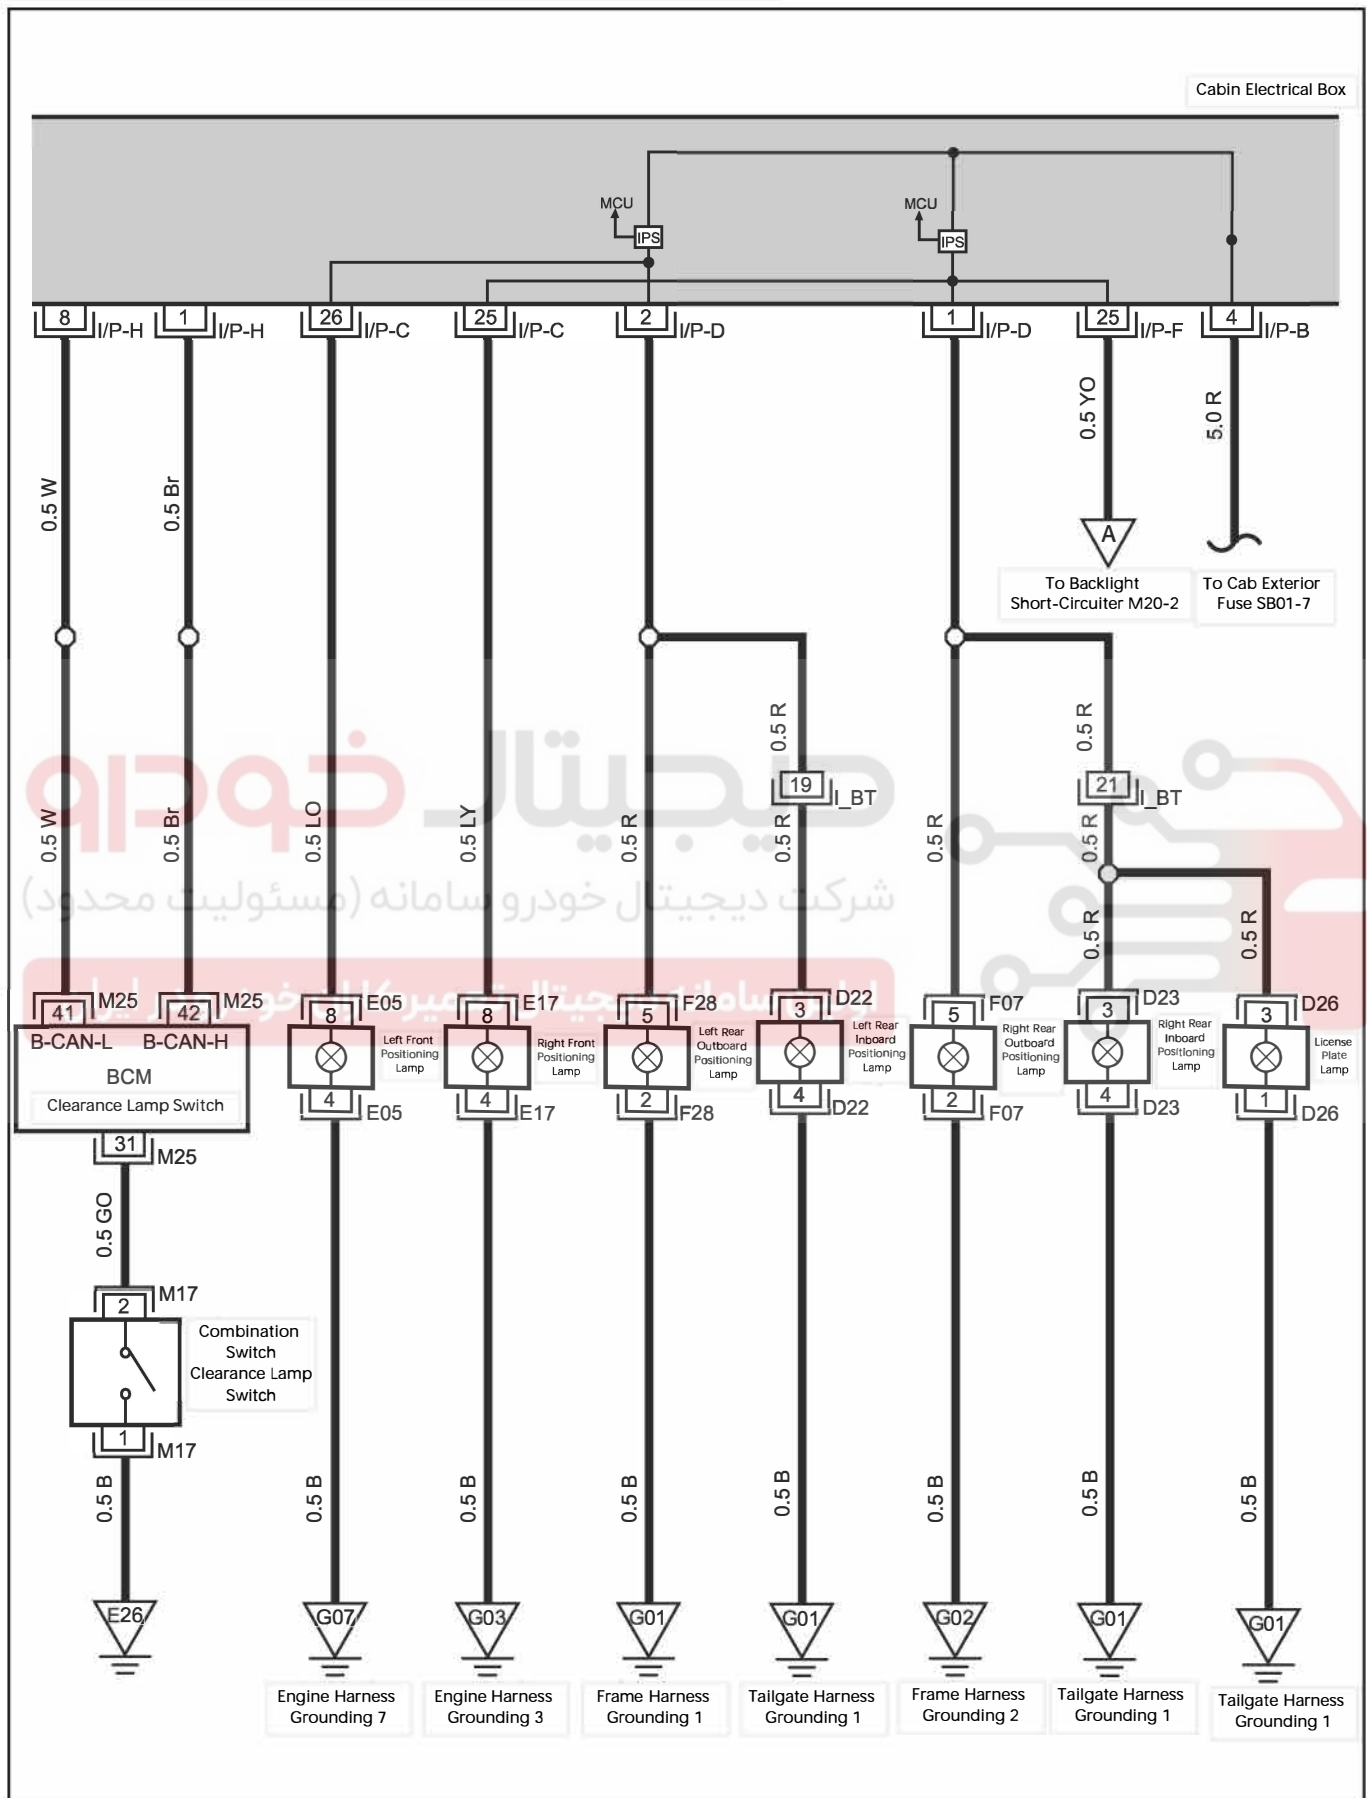 Cabin Electrical Box
MCU
MCU
IPS
IPS
8 I/P-H
1 I/P-H
26 I/P-C
25 I/P-C
2 I/P-D
1 I/P-D
25 I/P-F
4 I/P-B
0.5 W
0.5 Br
0.5 YO
5.0 R
A
To Backlight
Short-Circuiter M20-2
To Cab Exterior
Fuse SB01-7
0.5 R
0.5 R
19 I_BT
21 I_BT
دیجیتال خودرو
0.5 W
0.5 Br
0.5 LO
0.5 LY
0.5 R
0.5 R
0.5 R
0.5 R
شرکت دیجیتال خودرو سامانه (مسئولیت محدود)
0.5 R
0.5 R
اولین سامانه دیجیتال تعمیرکاران خودرو در ایران
41 M25
42 M25
8 E05
8 E17
5 F28
3 D22
5 F07
3 D23
3 D26
B-CAN-L
B-CAN-H
BCM
Clearance Lamp Switch
Left Front
Positioning
Lamp
Right Front
Positioning
Lamp
Left Rear
Outboard
Positioning
Lamp
Left Rear
Inboard
Positioning
Lamp
Right Rear
Outboard
Positioning
Lamp
Right Rear
Inboard
Positioning
Lamp
License
Plate
Lamp
4 E05
4 E17
2 F28
4 D22
2 F07
4 D23
1 D26
31 M25
0.5 GO
M17
2
Combination
Switch
Clearance Lamp
Switch
1 M17
0.5 B
0.5 B
0.5 B
0.5 B
0.5 B
0.5 B
0.5 B
0.5 B
E26
G07
G03
G01
G01
G02
G01
G01
Engine Harness
Grounding 7
Engine Harness
Grounding 3
Frame Harness
Grounding 1
Tailgate Harness
Grounding 1
Frame Harness
Grounding 2
Tailgate Harness
Grounding 1
Tailgate Harness
Grounding 1